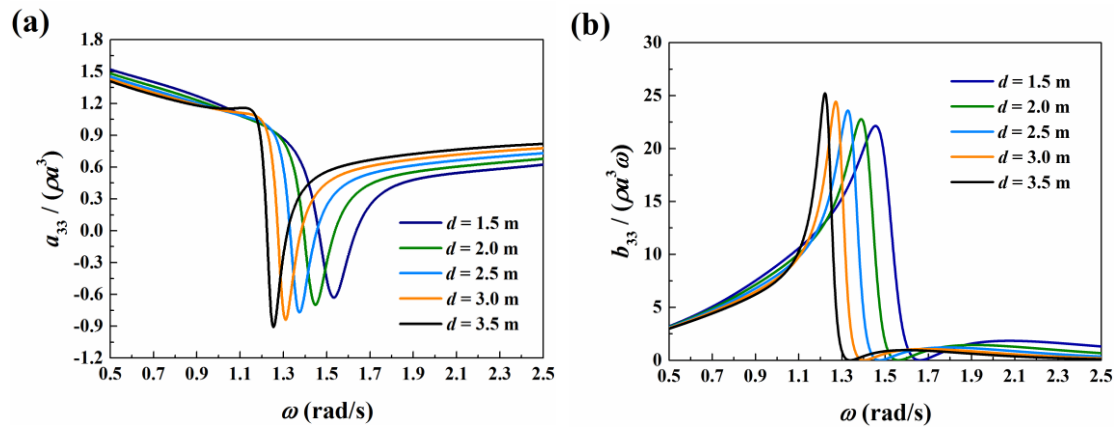 (a)
1.8
1.5
1.2
0.9
0.6
0.3
0.0
-0.3
-0.6
-0.9
-1.2
a₃₃ / (ρa³)
d = 1.5 m
d = 2.0 m
d = 2.5 m
d = 3.0 m
d = 3.5 m
0.5 0.7 0.9 1.1 1.3 1.5 1.7 1.9 2.1 2.3 2.5
ω (rad/s)
(b)
30
25
20
15
10
5
0
b₃₃ / (ρa³ω)
d = 1.5 m
d = 2.0 m
d = 2.5 m
d = 3.0 m
d = 3.5 m
0.5 0.7 0.9 1.1 1.3 1.5 1.7 1.9 2.1 2.3 2.5
ω (rad/s)